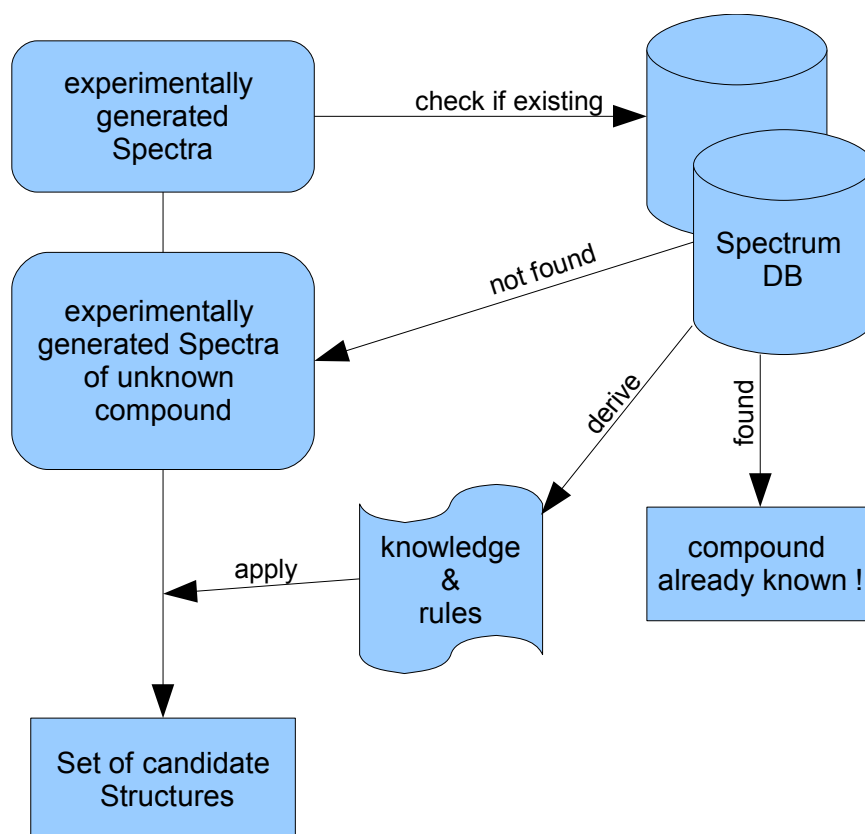 experimentally
generated
Spectra
check if existing
Spectrum
DB
not found
experimentally
generated Spectra
of unknown
compound
derive
found
knowledge
&
rules
apply
compound
already known !
Set of candidate
Structures